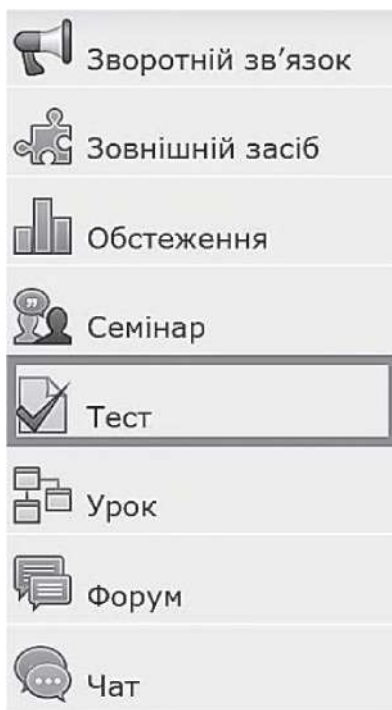 Зворотній зв’язок
Зовнішній засіб
Обстеження
Семінар
Тест
Урок
Форум
Чат